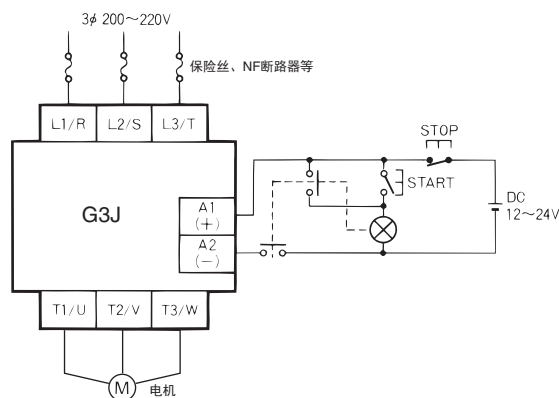 3φ 200～220V
保险丝、NF断路器等
L1/R L2/S L3/T
STOP
START
DC
12～24V
G3J
A1
(+)
A2
(−)
T1/U T2/V T3/W
M
电机